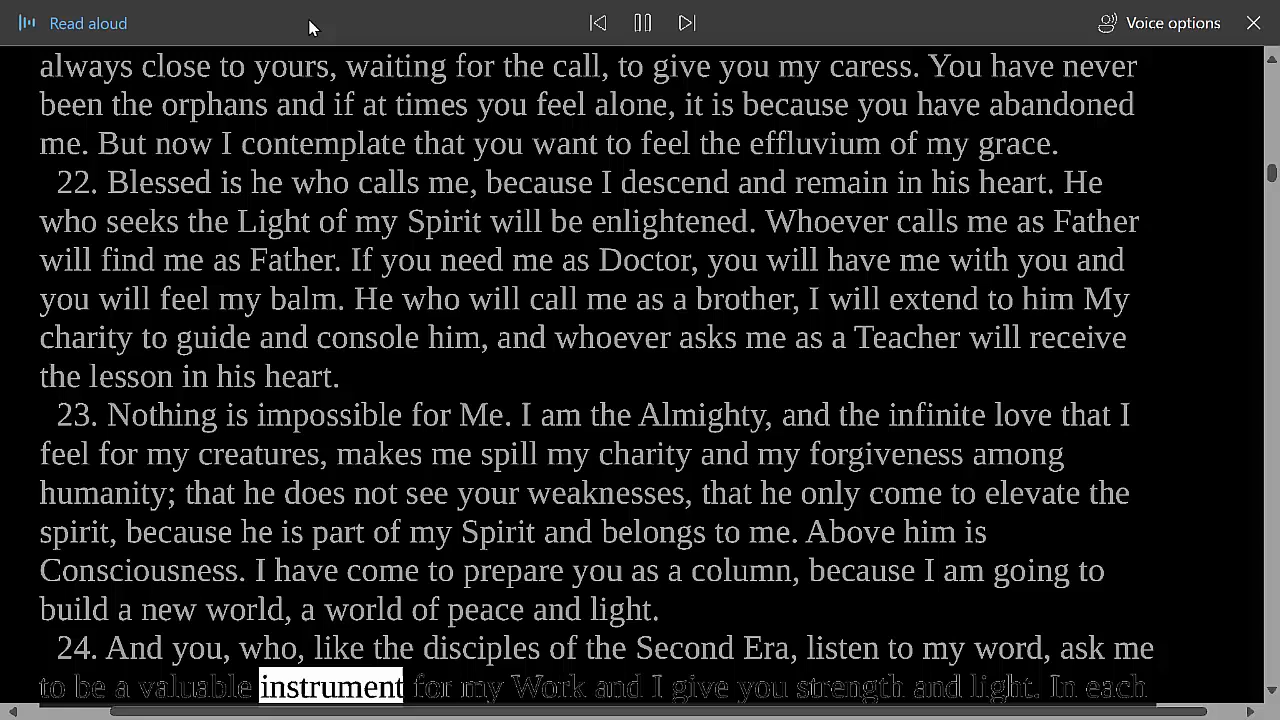 Read aloud
Voice options
always close to yours, waiting for the call, to give you my caress. You have never
been the orphans and if at times you feel alone, it is because you have abandoned
me. But now I contemplate that you want to feel the effluvium of my grace.
22. Blessed is he who calls me, because I descend and remain in his heart. He
who seeks the Light of my Spirit will be enlightened. Whoever calls me as Father
will find me as Father. If you need me as Doctor, you will have me with you and
you will feel my balm. He who will call me as a brother, I will extend to him My
charity to guide and console him, and whoever asks me as a Teacher will receive
the lesson in his heart.
23. Nothing is impossible for Me. I am the Almighty, and the infinite love that I
feel for my creatures, makes me spill my charity and my forgiveness among
humanity; that he does not see your weaknesses, that he only come to elevate the
spirit, because he is part of my Spirit and belongs to me. Above him is
Consciousness. I have come to prepare you as a column, because I am going to
build a new world, a world of peace and light.
24. And you, who, like the disciples of the Second Era, listen to my word, ask me
to be a valuable instrument for my Work and I give you strength and light. In each